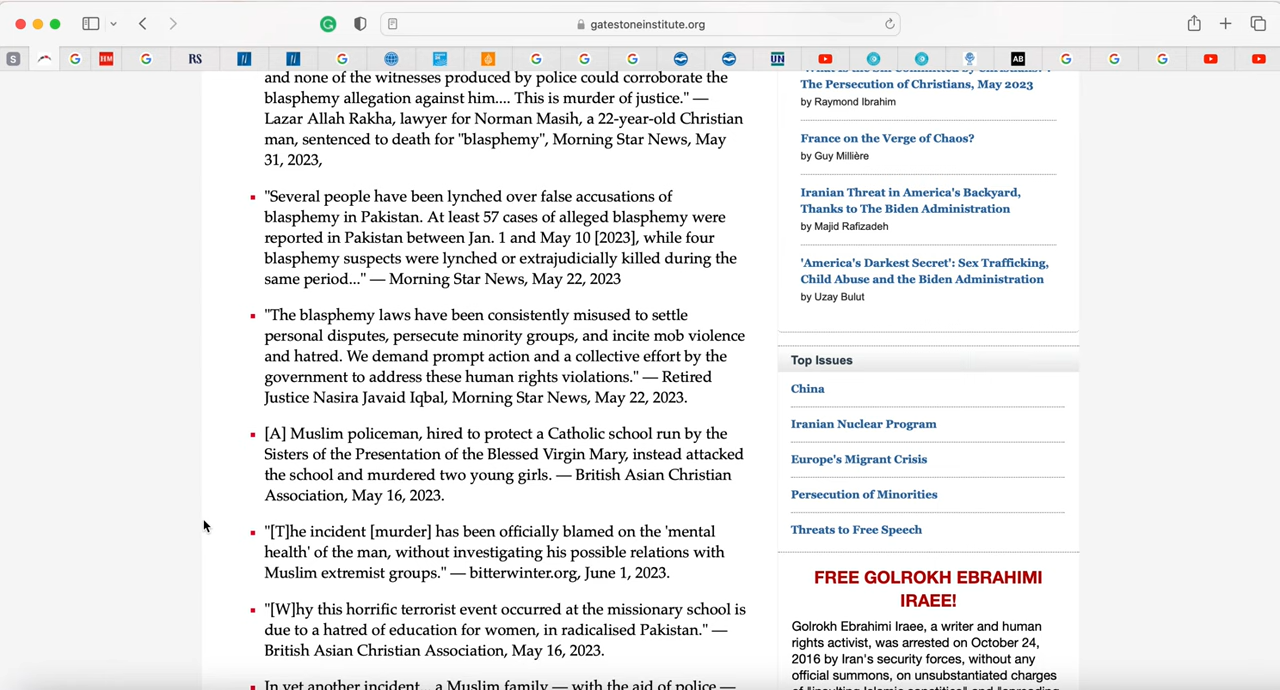 gatestoneinstitute.org
S
IEM
RS
UN
AB
and none of the witnesses produced by police could corroborate the
blasphemy allegation against him.... This is murder of justice." —
Lazar Allah Rakha, lawyer for Norman Masih, a 22-year-old Christian
man, sentenced to death for "blasphemy", Morning Star News, May
31, 2023,
"Several people have been lynched over false accusations of
blasphemy in Pakistan. At least 57 cases of alleged blasphemy were
reported in Pakistan between Jan. 1 and May 10 [2023], while four
blasphemy suspects were lynched or extrajudicially killed during the
same period..." — Morning Star News, May 22, 2023
"The blasphemy laws have been consistently misused to settle
personal disputes, persecute minority groups, and incite mob violence
and hatred. We demand prompt action and a collective effort by the
government to address these human rights violations." — Retired
Justice Nasira Javaid Iqbal, Morning Star News, May 22, 2023.
[A] Muslim policeman, hired to protect a Catholic school run by the
Sisters of the Presentation of the Blessed Virgin Mary, instead attacked
the school and murdered two young girls. — British Asian Christian
Association, May 16, 2023.
"[T]he incident [murder] has been officially blamed on the 'mental
health' of the man, without investigating his possible relations with
Muslim extremist groups." — bitterwinter.org, June 1, 2023.
"[W]hy this horrific terrorist event occurred at the missionary school is
due to a hatred of education for women, in radicalised Pakistan." —
British Asian Christian Association, May 16, 2023.
In yet another incident... a Muslim family — with the aid of police —
The Persecution of Christians, May 2023
by Raymond Ibrahim
France on the Verge of Chaos?
by Guy Millière
Iranian Threat in America's Backyard,
Thanks to The Biden Administration
by Majid Rafizadeh
'America's Darkest Secret': Sex Trafficking,
Child Abuse and the Biden Administration
by Uzay Bulut
Top Issues
China
Iranian Nuclear Program
Europe's Migrant Crisis
Persecution of Minorities
Threats to Free Speech
FREE GOLROKH EBRAHIMI
IRAEE!
Golrokh Ebrahimi Iraee, a writer and human
rights activist, was arrested on October 24,
2016 by Iran's security forces, without any
official summons, on unsubstantiated charges